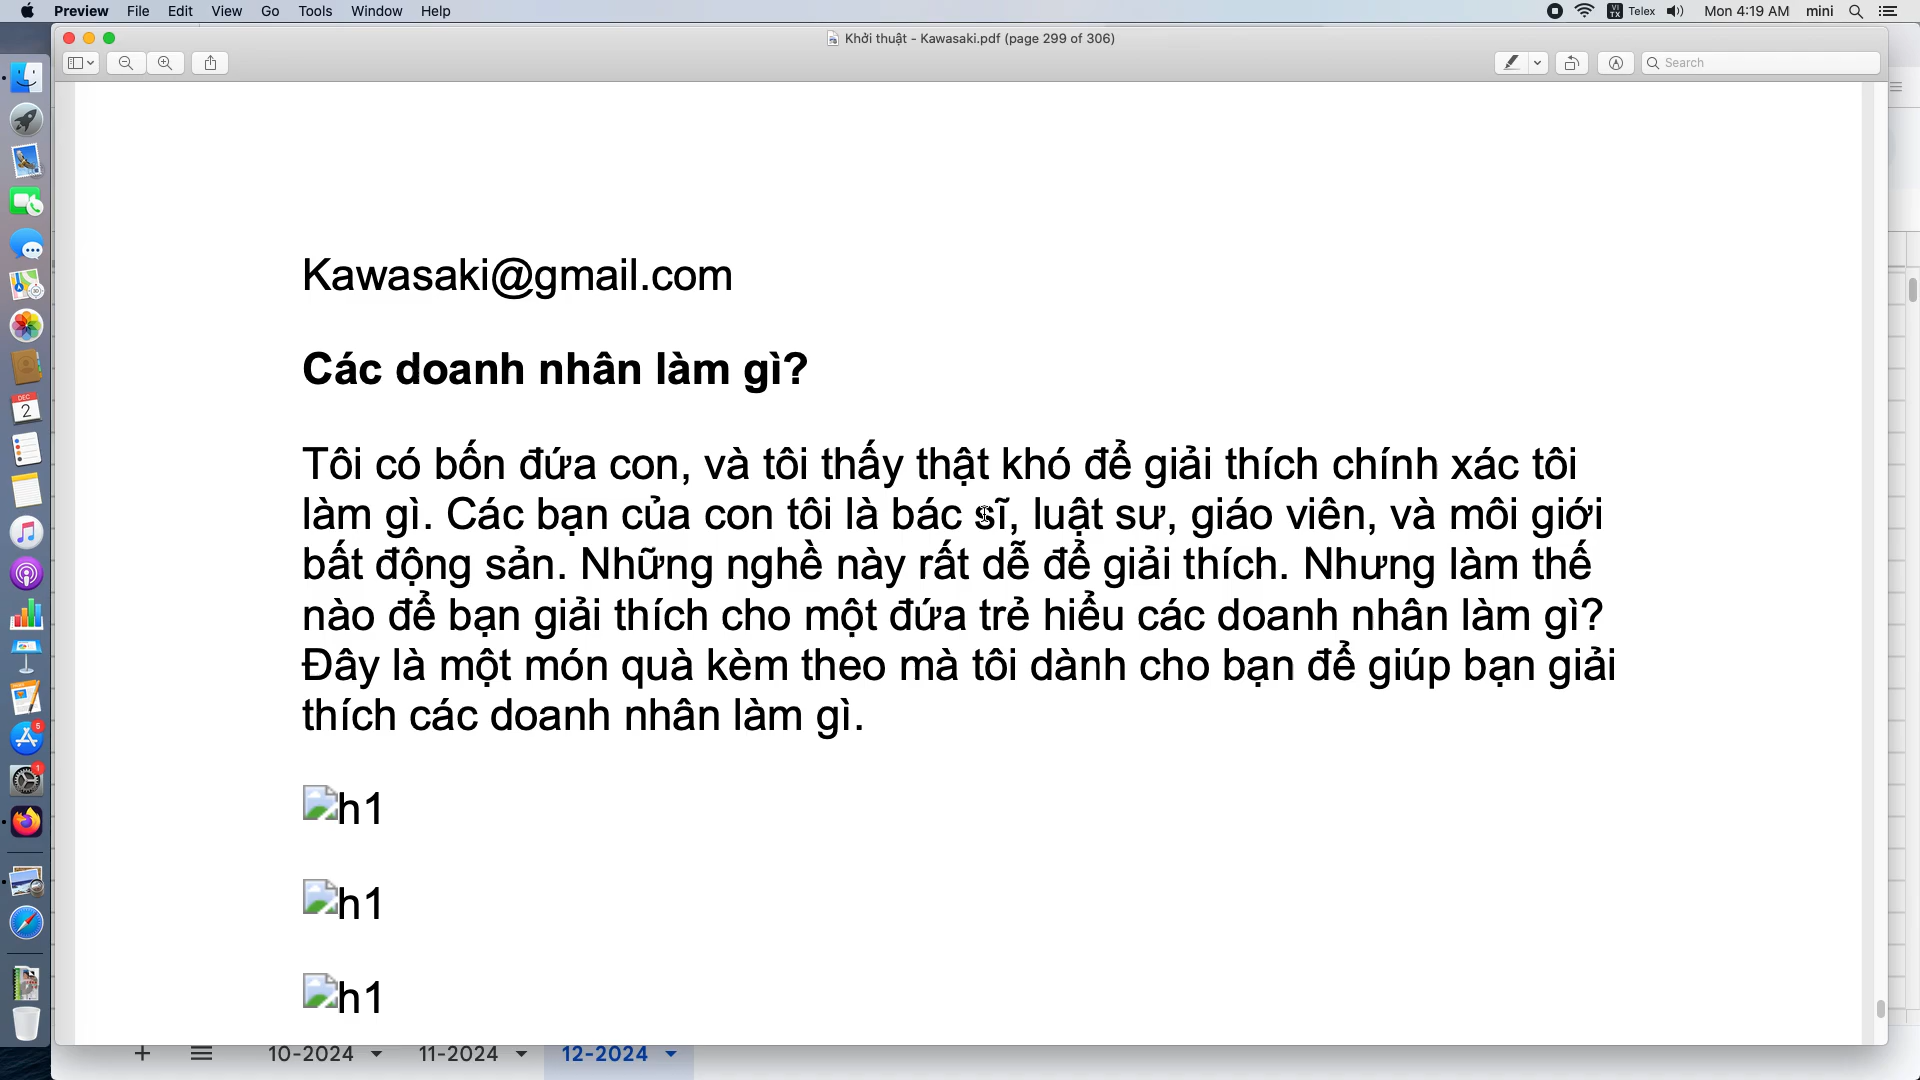 Preview File Edit View Go Tools Window Help VI TX Telex Mon 4:19 AM mini
Khởi thuật - Kawasaki.pdf (page 299 of 306)
Search
Kawasaki@gmail.com
Các doanh nhân làm gì?
Tôi có bốn đứa con, và tôi thấy thật khó để giải thích chính xác tôi
làm gì. Các bạn của con tôi là bác sĩ, luật sư, giáo viên, và môi giới
bất động sản. Những nghề này rất dễ để giải thích. Nhưng làm thế
nào để bạn giải thích cho một đứa trẻ hiểu các doanh nhân làm gì?
Đây là một món quà kèm theo mà tôi dành cho bạn để giúp bạn giải
thích các doanh nhân làm gì.
h1
h1
h1
DEC
2
5
1
10-2024 11-2024 12-2024